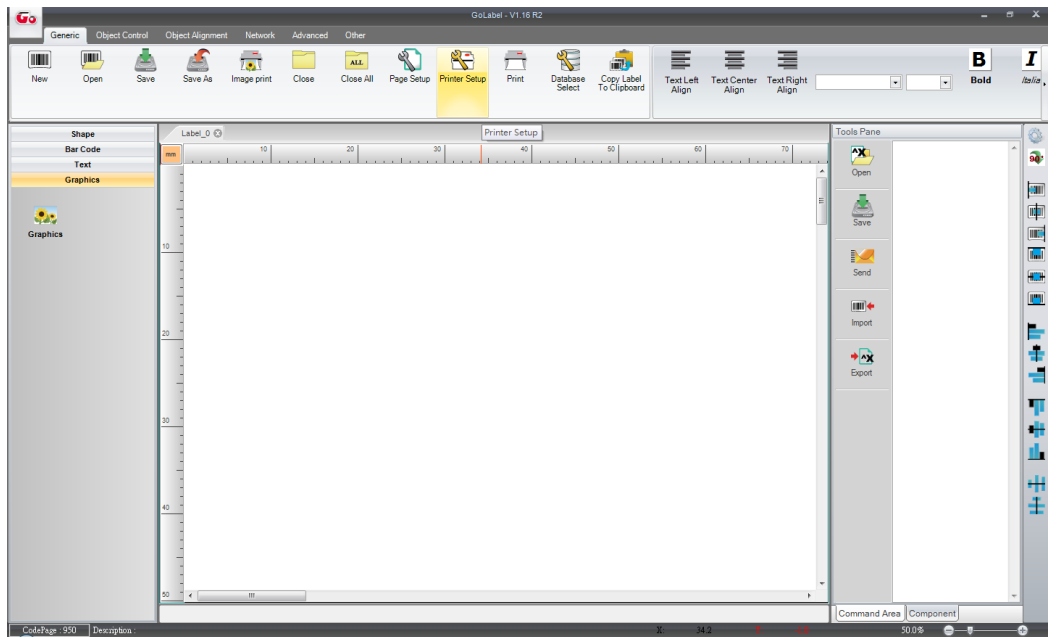 GoLabel - V1.16 R2
Go
Generic Object Control Object Alignment Network Advanced Other
New Open Save Save As Image print Close Close All Page Setup Printer Setup Print Database Select Copy Label To Clipboard Text Left Align Text Center Align Text Right Align Bold Italic
ALL
B
I
Shape
Bar Code
Text
Graphics
Graphics
Label_0
Printer Setup
mm
10 20 30 40 50 60 70
10
20
30
40
50
Tools Pane
Open
Save
Send
Import
Export
90°
Command Area Component
CodePage : 950 Description :
X: 34.2
50.0%